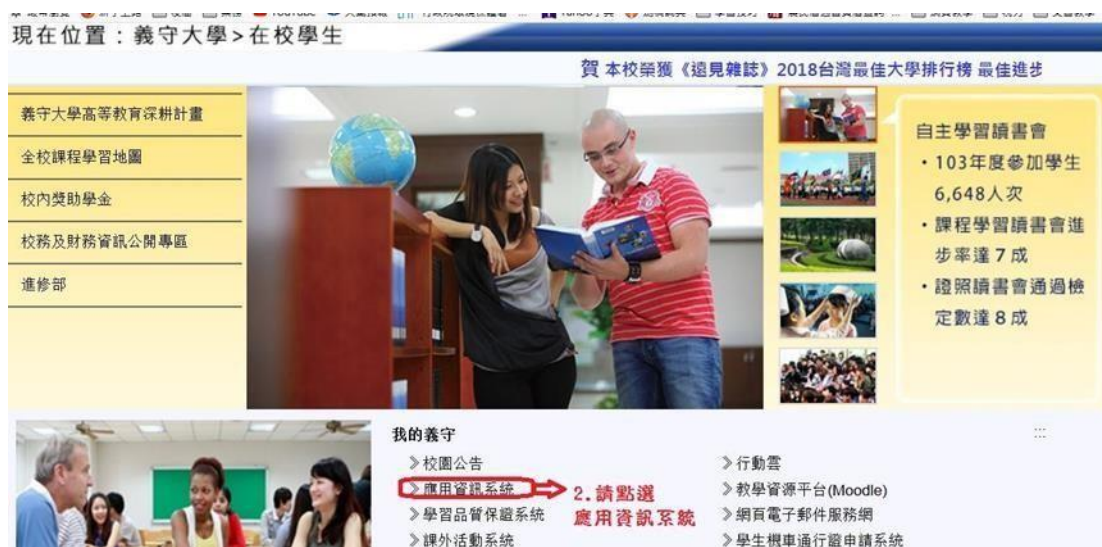 現在位置：義守大學>在校學生
賀 本校榮獲《遠見雜誌》2018台灣最佳大學排行榜 最佳進步
義守大學高等教育深耕計畫
全校課程學習地圖
校內獎助學金
校務及財務資訊公開專區
進修部
自主學習讀書會
・103年度參加學生
6,648人次
・課程學習讀書會進
步率達７成
・證照讀書會通過檢
定數達８成
我的義守
》校園公告
》應用資訊系統
》學習品質保證系統
》課外活動系統
2.請點選
應用資訊系統
》行動雲
》教學資源平台(Moodle)
》網頁電子郵件服務網
》學生機車通行證申請系統